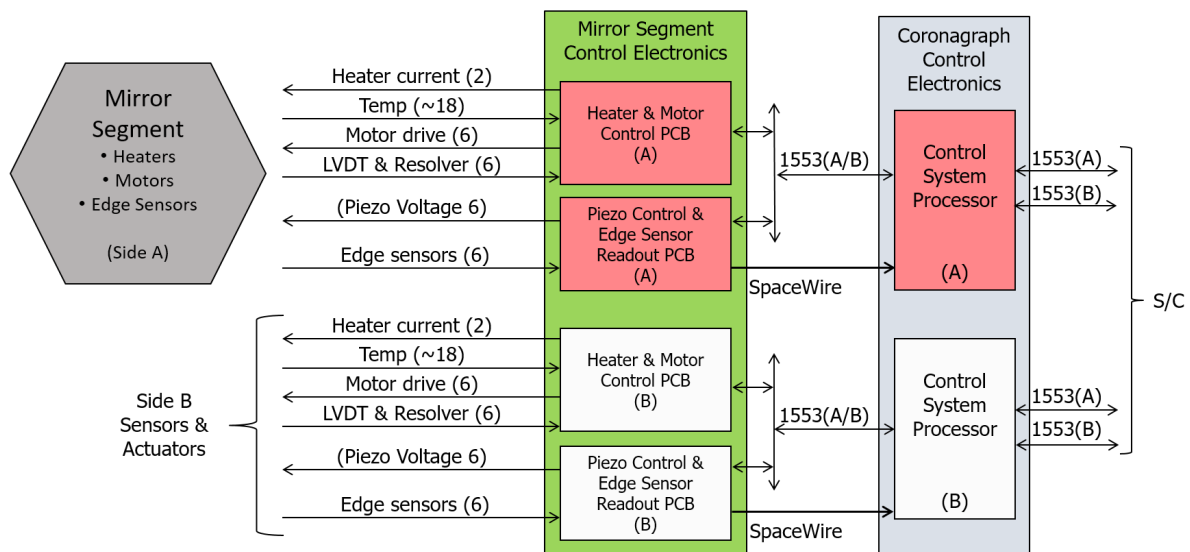 Mirror
Segment
• Heaters
• Motors
• Edge Sensors
(Side A)
Heater current (2)
Temp (~18)
Motor drive (6)
LVDT & Resolver (6)
(Piezo Voltage 6)
Edge sensors (6)
Side B
Sensors &
Actuators
Heater current (2)
Temp (~18)
Motor drive (6)
LVDT & Resolver (6)
(Piezo Voltage 6)
Edge sensors (6)
Mirror Segment
Control Electronics
Heater & Motor
Control PCB
(A)
Piezo Control &
Edge Sensor
Readout PCB
(A)
Heater & Motor
Control PCB
(B)
Piezo Control &
Edge Sensor
Readout PCB
(B)
1553(A/B)
SpaceWire
1553(A/B)
SpaceWire
Coronagraph
Control
Electronics
Control
System
Processor
(A)
Control
System
Processor
(B)
1553(A)
1553(B)
1553(A)
1553(B)
S/C